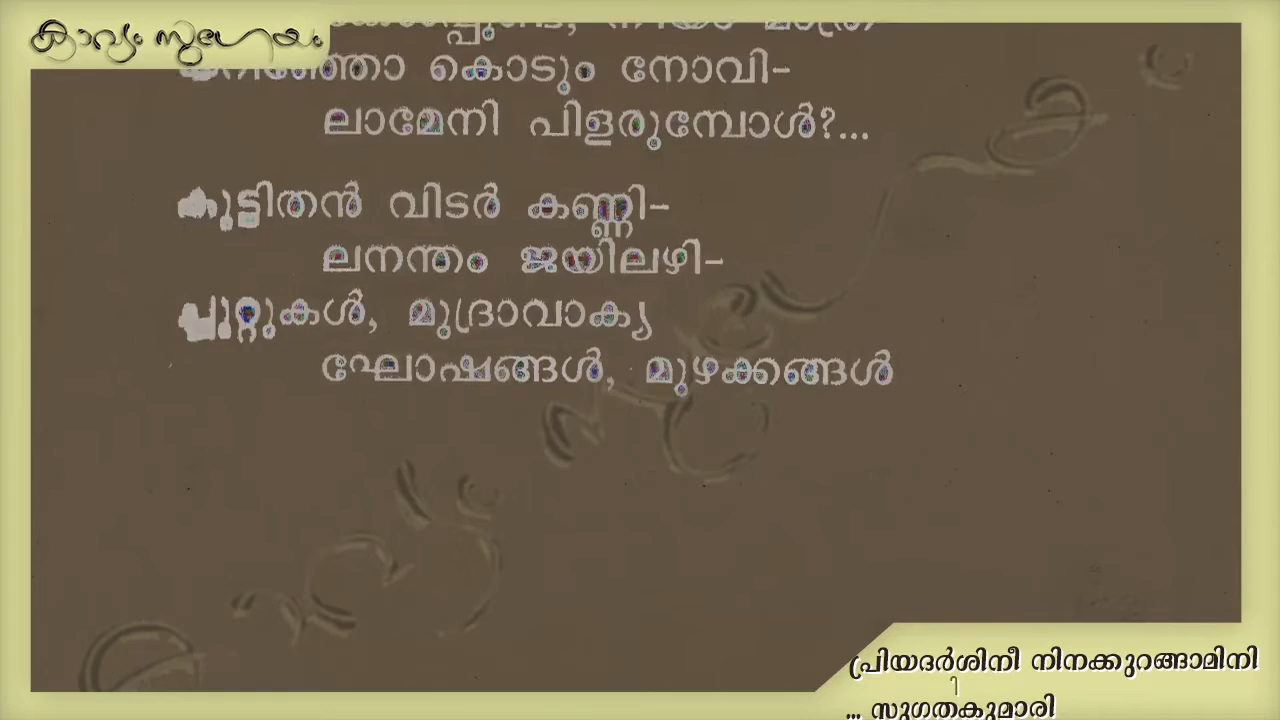 കാവ്യം സുഗേയം
കൊടും നോവി-
ലാമേനി പിളരുമ്പോൾ?...
കുട്ടിതൻ വിടർ കണ്ണി-
ലനന്തം ജയിലഴി-
പ്പൂറ്റുകൾ, മുദ്രാവാക്യ
ഘോഷങ്ങൾ, മുഴക്കങ്ങൾ
പ്രിയദർശിനീ നിനക്കുറങ്ങാമിനി
... സുഗതകുമാരി